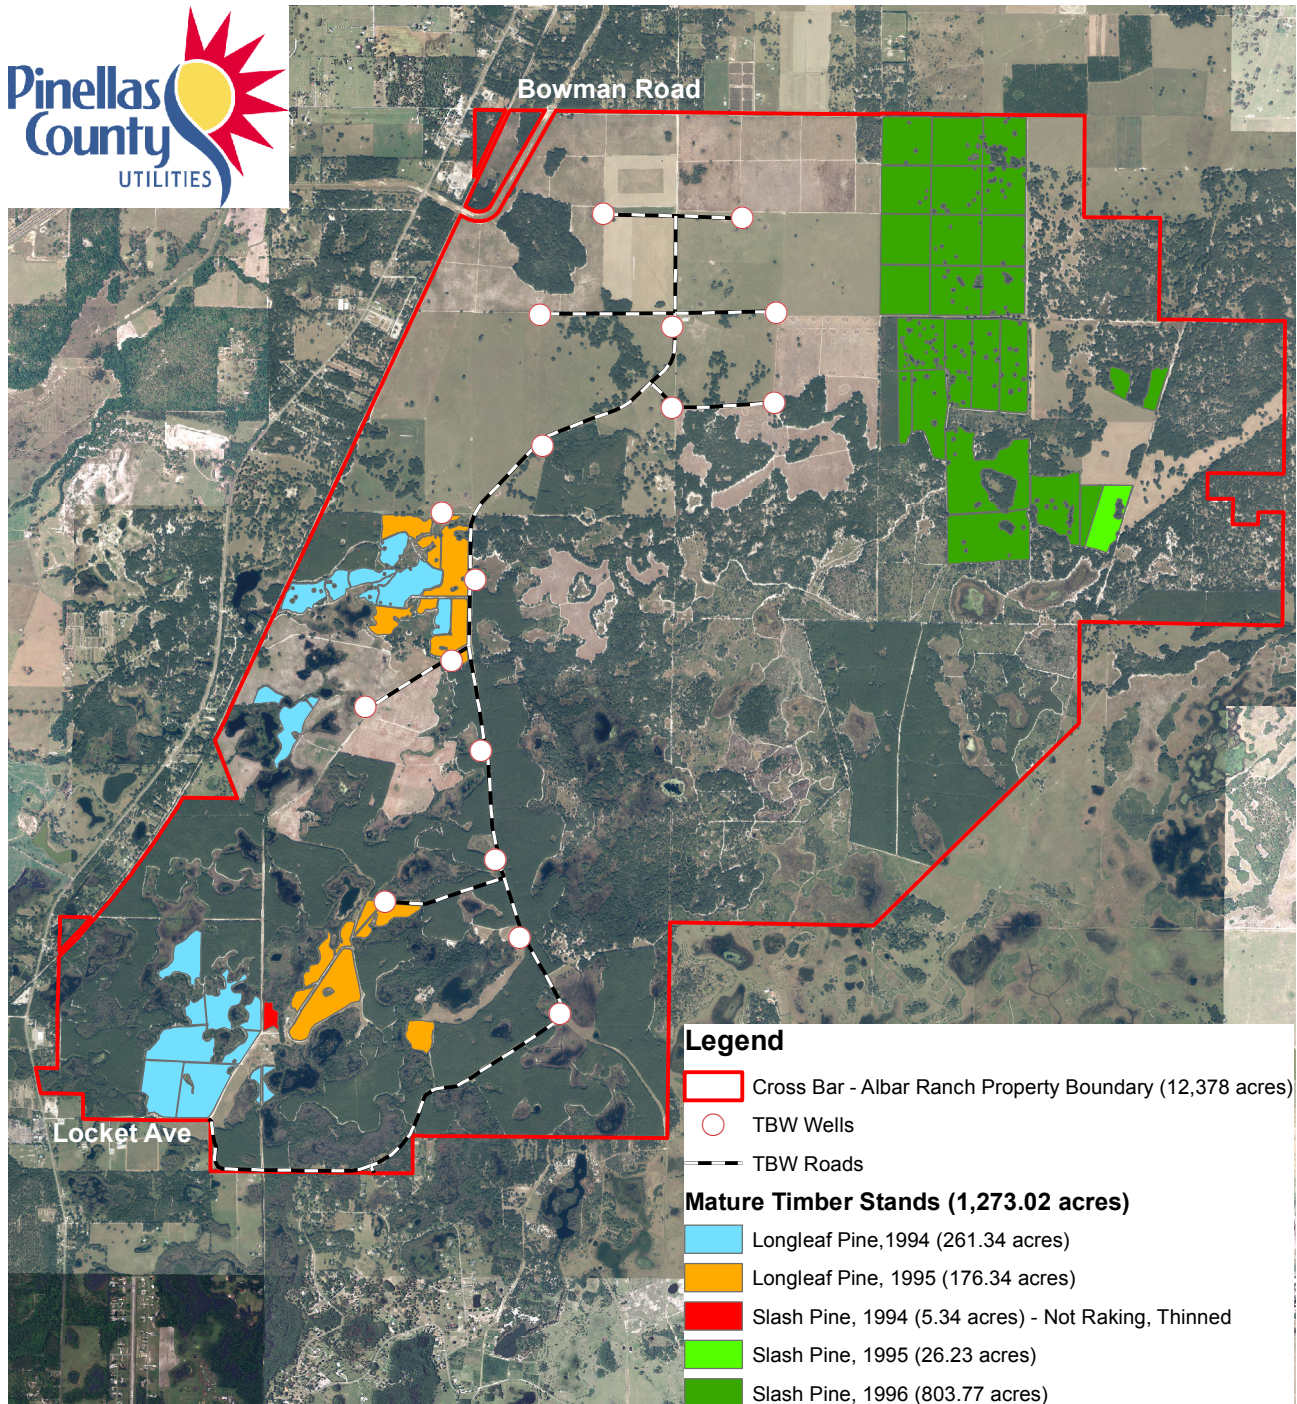 Pinellas
County
UTILITIES
Bowman Road
Locket Ave
Legend
Cross Bar - Albar Ranch Property Boundary (12,378 acres)
TBW Wells
TBW Roads
Mature Timber Stands (1,273.02 acres)
Longleaf Pine,1994 (261.34 acres)
Longleaf Pine, 1995 (176.34 acres)
Slash Pine, 1994 (5.34 acres) - Not Raking, Thinned
Slash Pine, 1995 (26.23 acres)
Slash Pine, 1996 (803.77 acres)